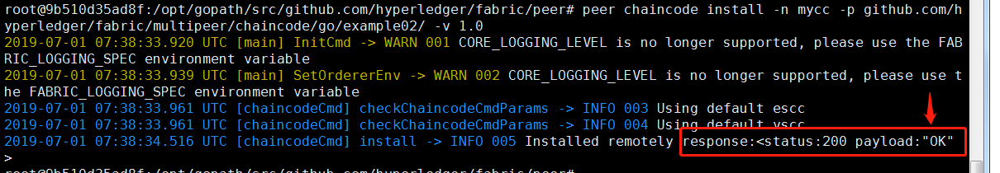 root@9b510d35ad8f:/opt/gopath/src/github.com/hyperledger/fabric/peer# peer chaincode install -n mycc -p github.com/h
yperledger/fabric/multipeer/chaincode/go/example02/ -v 1.0
2019-07-01 07:38:33.920 UTC [main] InitCmd -> WARN 001 CORE_LOGGING_LEVEL is no longer supported, please use the FAB
RIC_LOGGING_SPEC environment variable
2019-07-01 07:38:33.939 UTC [main] SetOrdererEnv -> WARN 002 CORE_LOGGING_LEVEL is no longer supported, please use t
he FABRIC_LOGGING_SPEC environment variable
2019-07-01 07:38:33.961 UTC [chaincodeCmd] checkChaincodeCmdParams -> INFO 003 Using default escc
2019-07-01 07:38:33.961 UTC [chaincodeCmd] checkChaincodeCmdParams -> INFO 004 Using default vscc
2019-07-01 07:38:34.516 UTC [chaincodeCmd] install -> INFO 005 Installed remotely response:<status:200 payload:"OK"
>
root@9b510d35ad8f:/opt/gopath/src/github.com/hyperledger/fabric/peer#